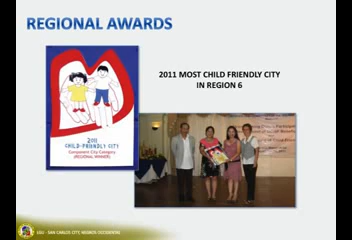 REGIONAL AWARDS
2011 MOST CHILD FRIENDLY CITY
IN REGION 6
2011
CHILD-FRIENDLY CITY
Component City Category
(REGIONAL WINNER)
LGU - SAN CARLOS CITY, NEGROS OCCIDENTAL